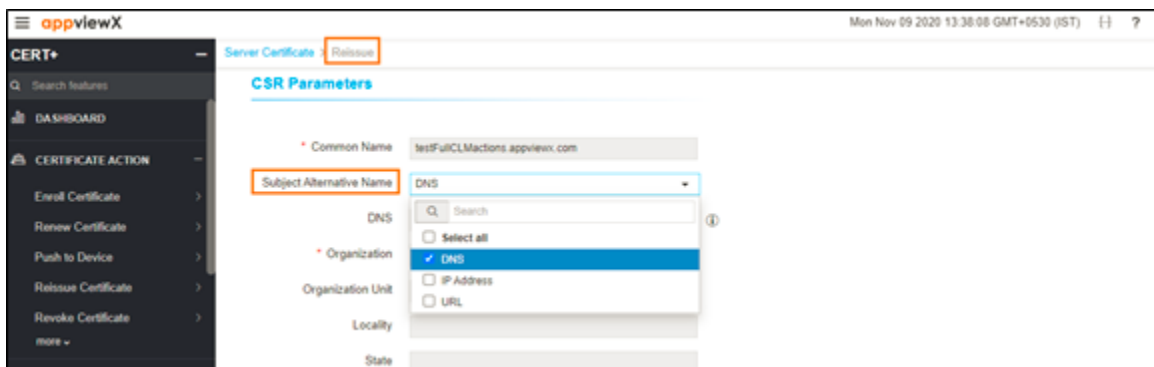 appviewX
Mon Nov 09 2020 13:38:08 GMT+0530 (IST)
?
CERT+
Server Certificate > Reissue
Search features
CSR Parameters
DASHBOARD
* Common Name
testFullCLMactions.appviewx.com
CERTIFICATE ACTION
Subject Alternative Name
DNS
Enroll Certificate
Search
DNS
Renew Certificate
Select all
Push to Device
* Organization
DNS
IP Address
Reissue Certificate
Organization Unit
URL
Revoke Certificate
Locality
more
State